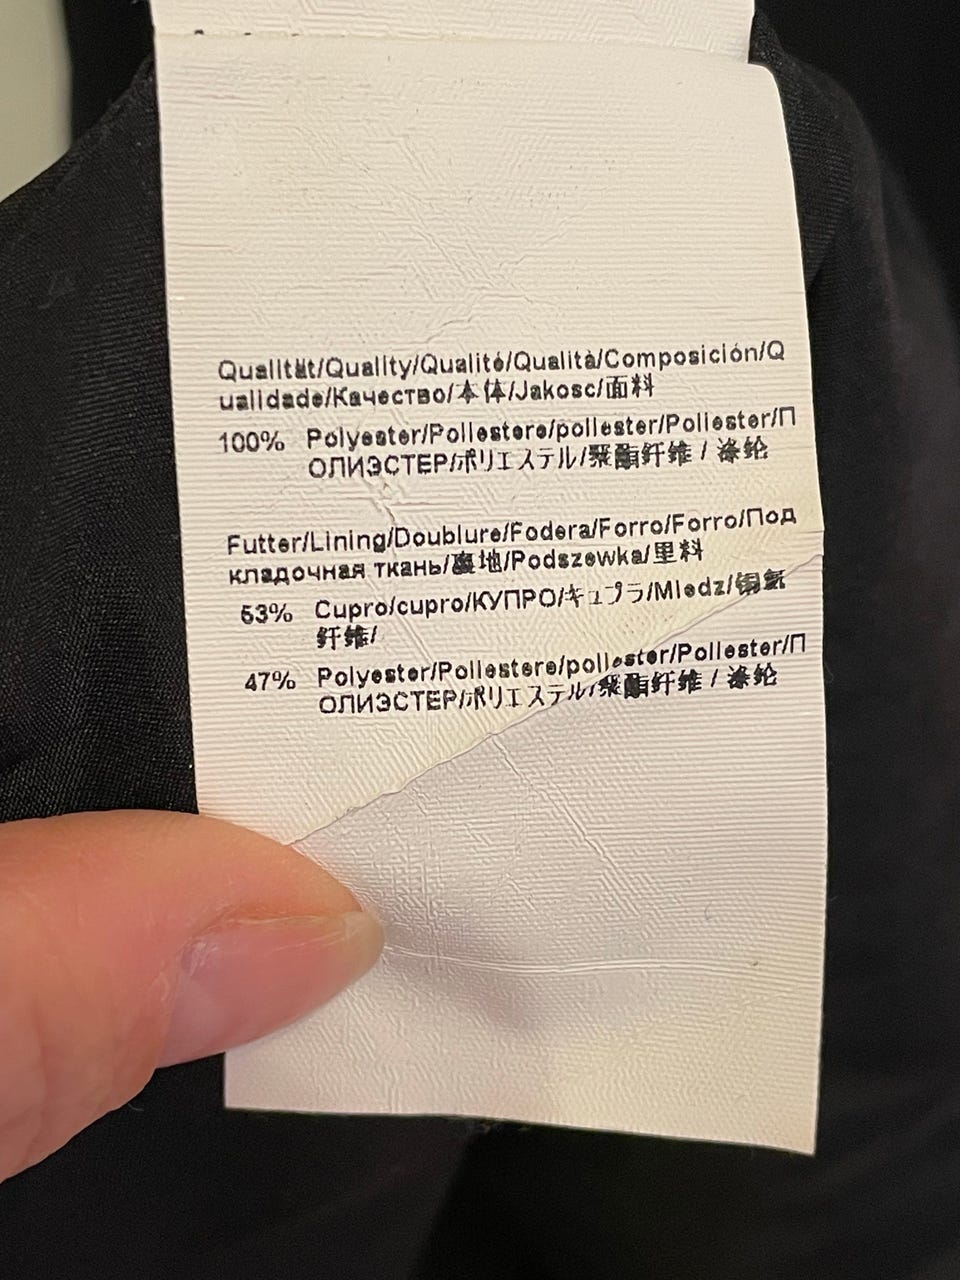 Qualität/Quality/Qualité/Qualità/Composición/Q
ualidade/Качество/本体/Jakosc/面料
100% Polyester/Poliestere/poliester/Poliester/П
ОЛИЭСТЕР/ポリエステル/聚酯纤维 / 涤纶
Futter/Lining/Doublure/Fodera/Forro/Forro/Под
кладочная ткань/裏地/Podszewka/里料
53% Cupro/cupro/КУПРО/キュプラ/Miedz/铜氨
纤维/
47% Polyester/Poliestere/poliester/Poliester/П
ОЛИЭСТЕР/ポリエステル/聚酯纤维 / 涤纶